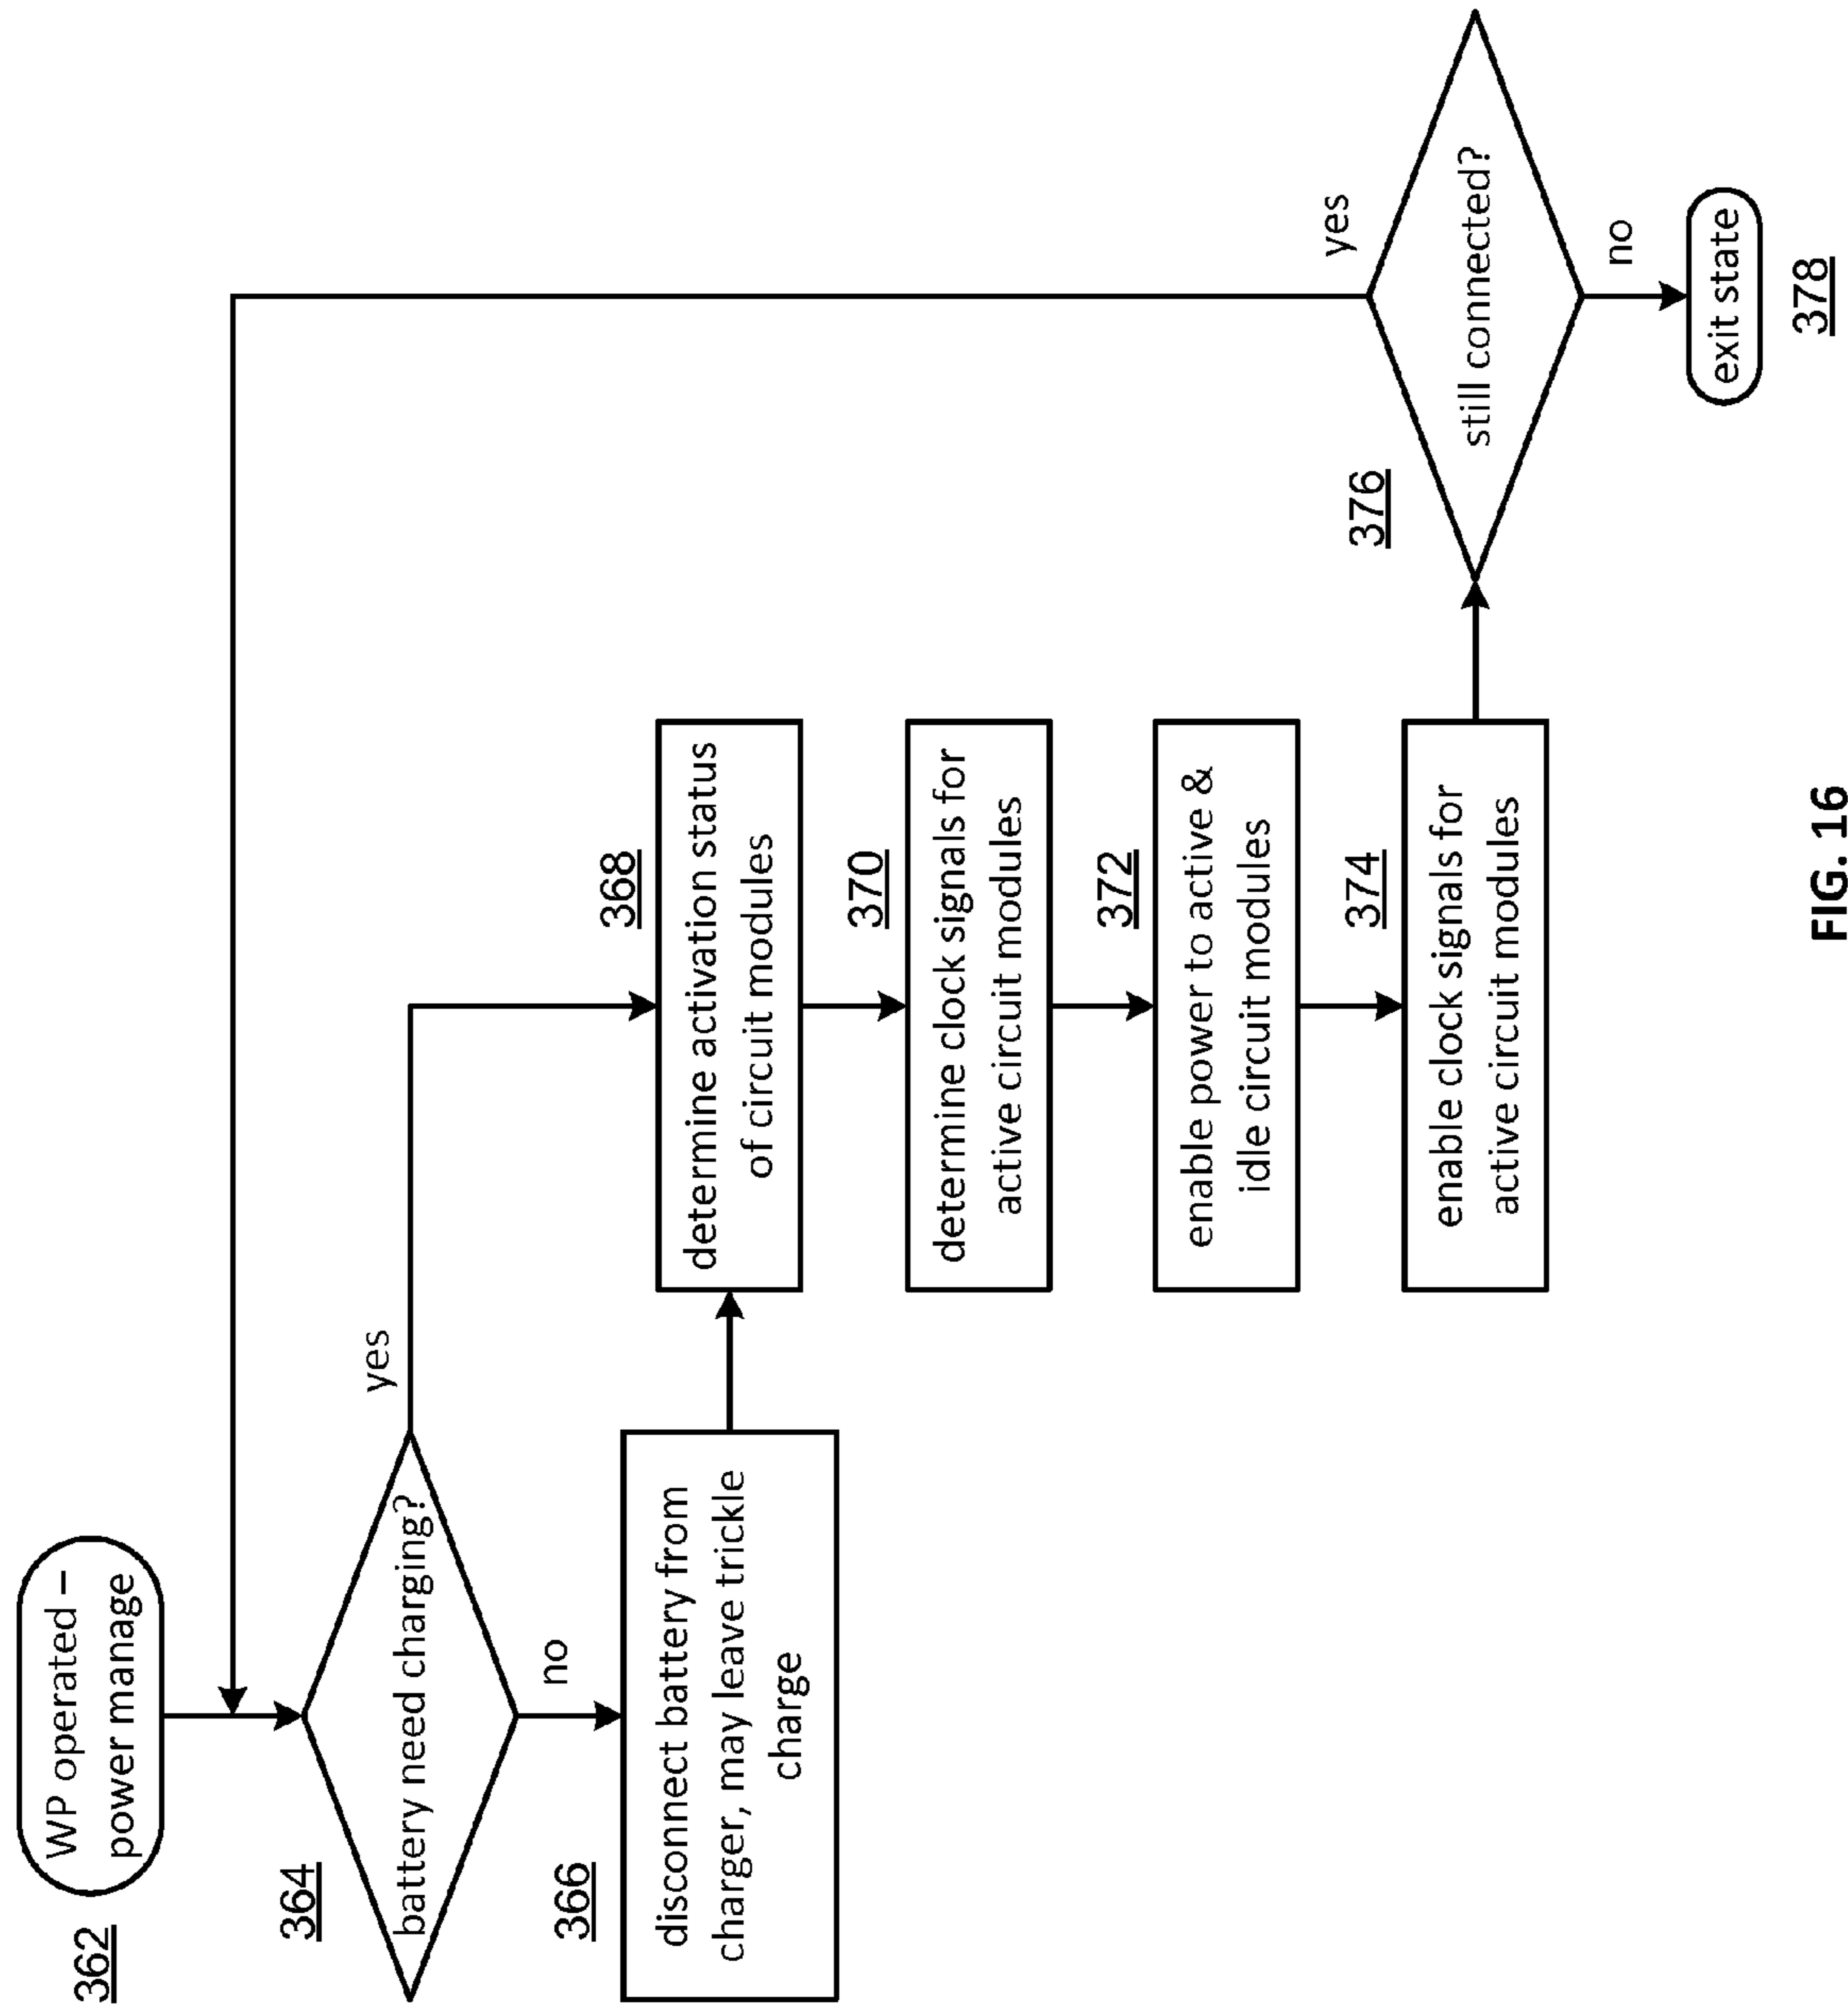 362
WP operated –
power manage
364
battery need charging?
yes
no
366
disconnect battery from
charger, may leave trickle
charge
368
determine activation status
of circuit modules
370
determine clock signals for
active circuit modules
372
enable power to active &
idle circuit modules
374
enable clock signals for
active circuit modules
376
still connected?
yes
no
exit state
378
FIG. 16